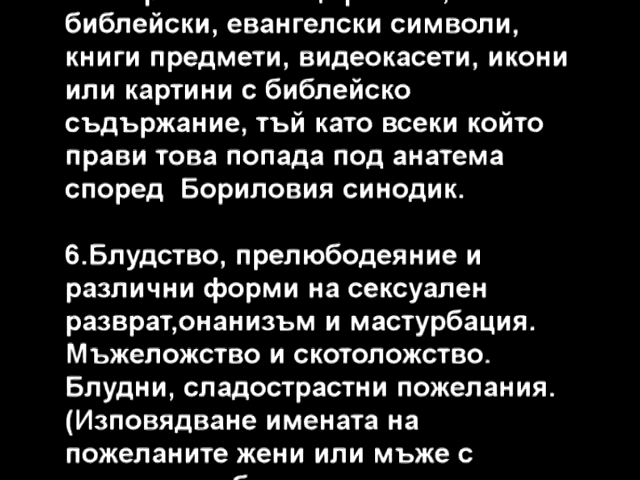 библейски, евангелски символи,
книги предмети, видеокасети, икони
или картини с библейско
съдържание, тъй като всеки който
прави това попада под анатема
според  Бориловия синодик.
6.Блудство, прелюбодеяние и
различни форми на сексуален
разврат,онанизъм и мастурбация.
Мъжеложство и скотоложство.
Блудни, сладострастни пожелания.
(Изповядване имената на
пожеланите жени или мъже с